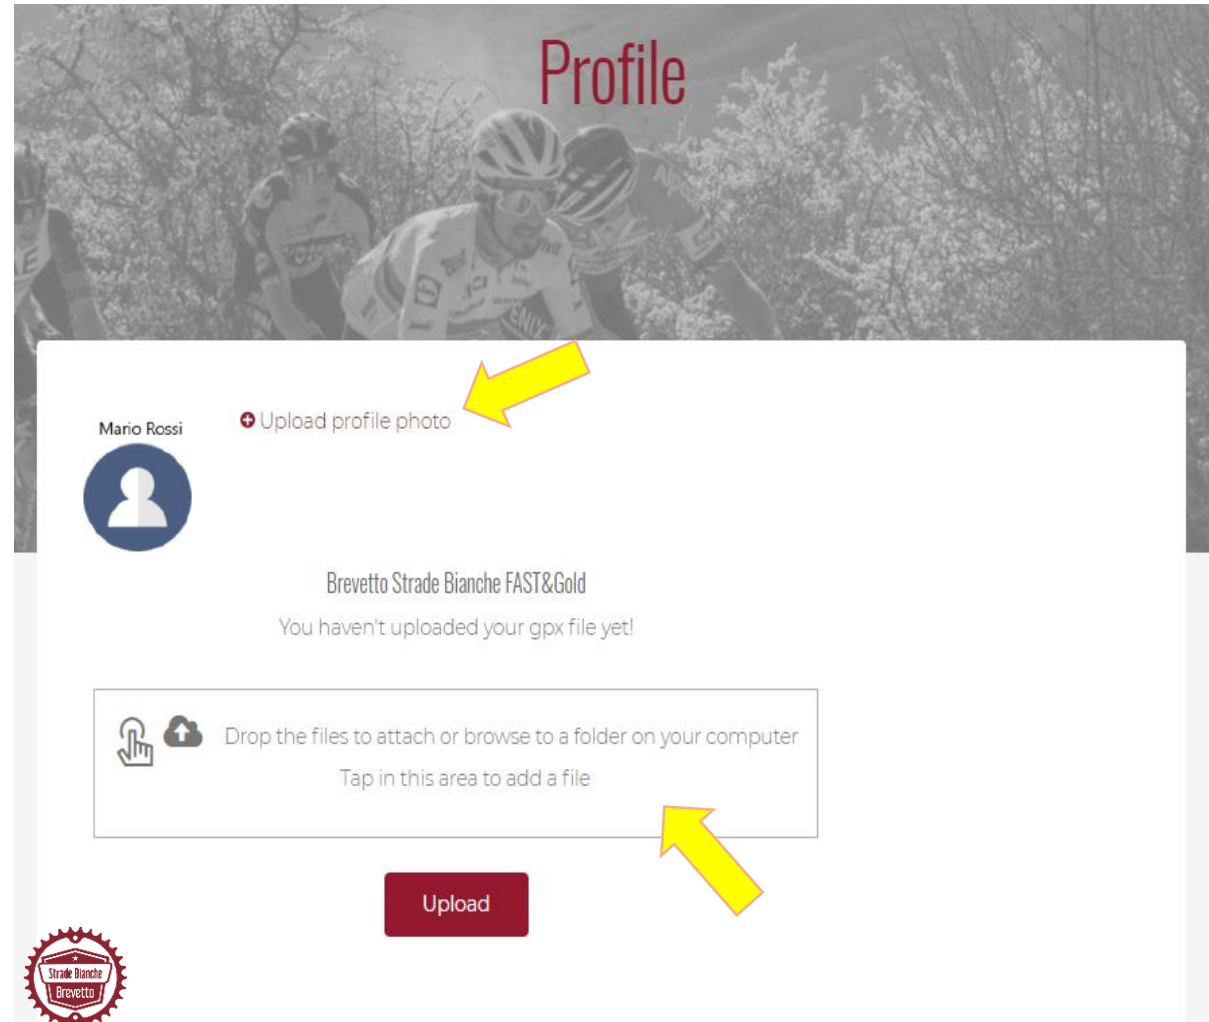 Profile
Mario Rossi
Upload profile photo
Brevetto Strade Bianche FAST&Gold
You haven't uploaded your gpx file yet!
Drop the files to attach or browse to a folder on your computer
Tap in this area to add a file
Upload
Strade Bianche
Brevetto